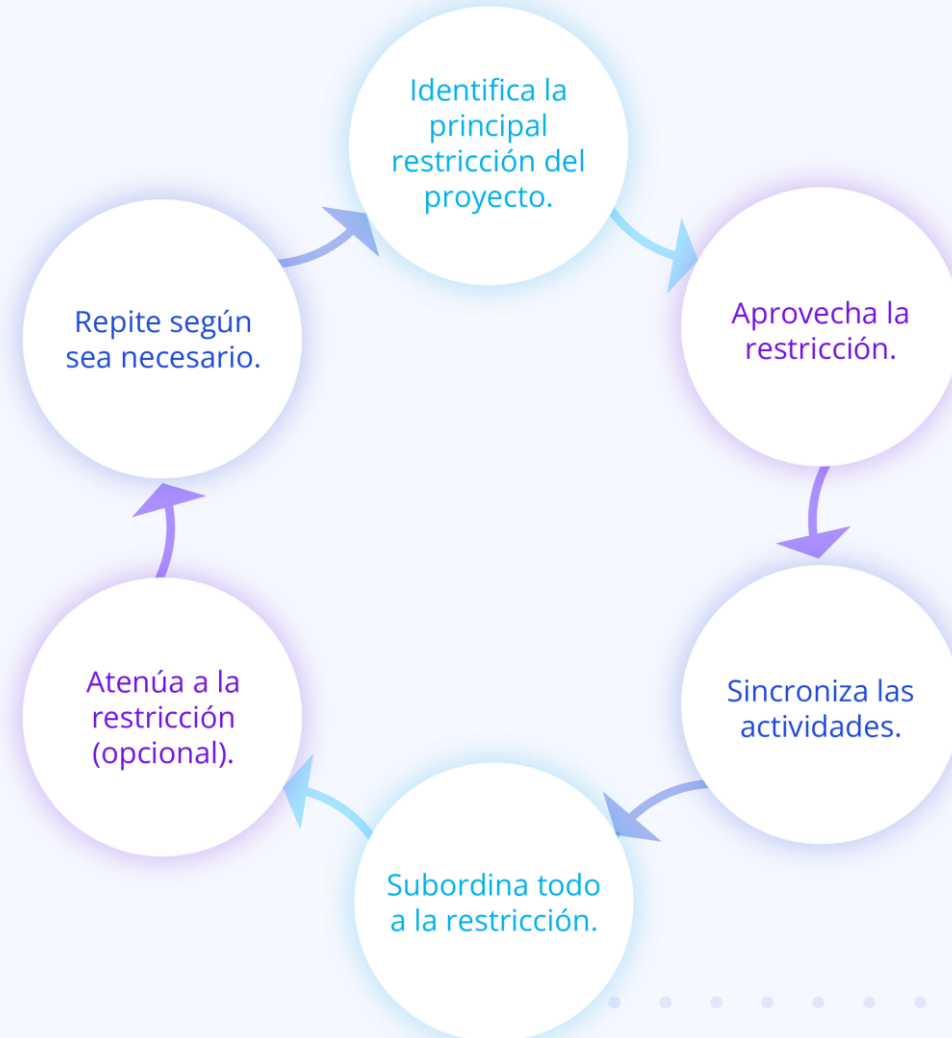 Identifica la
principal
restricción del
proyecto.
Aprovecha la
restricción.
Sincroniza las
actividades.
Subordina todo
a la restricción.
Atenúa a la
restricción
(opcional).
Repite según
sea necesario.